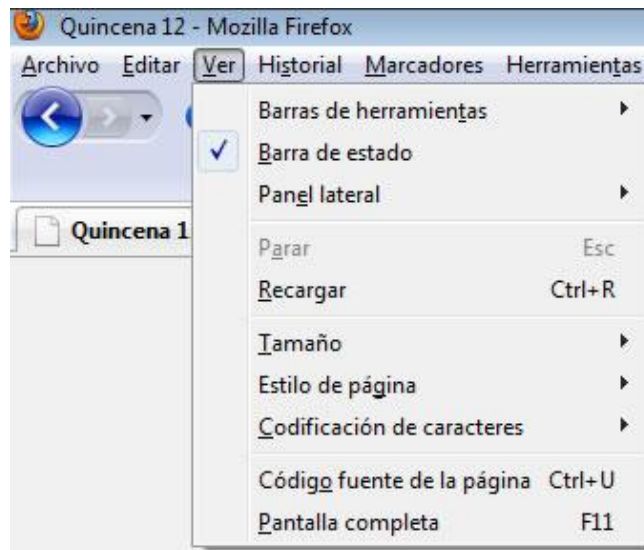 Quincena 12 - Mozilla Firefox
Archivo Editar Ver Historial Marcadores Herramientas
Barras de herramientas
Barra de estado
Panel lateral
Quincena 1
Parar Esc
Recargar Ctrl+R
Tamaño
Estilo de página
Codificación de caracteres
Código fuente de la página Ctrl+U
Pantalla completa F11